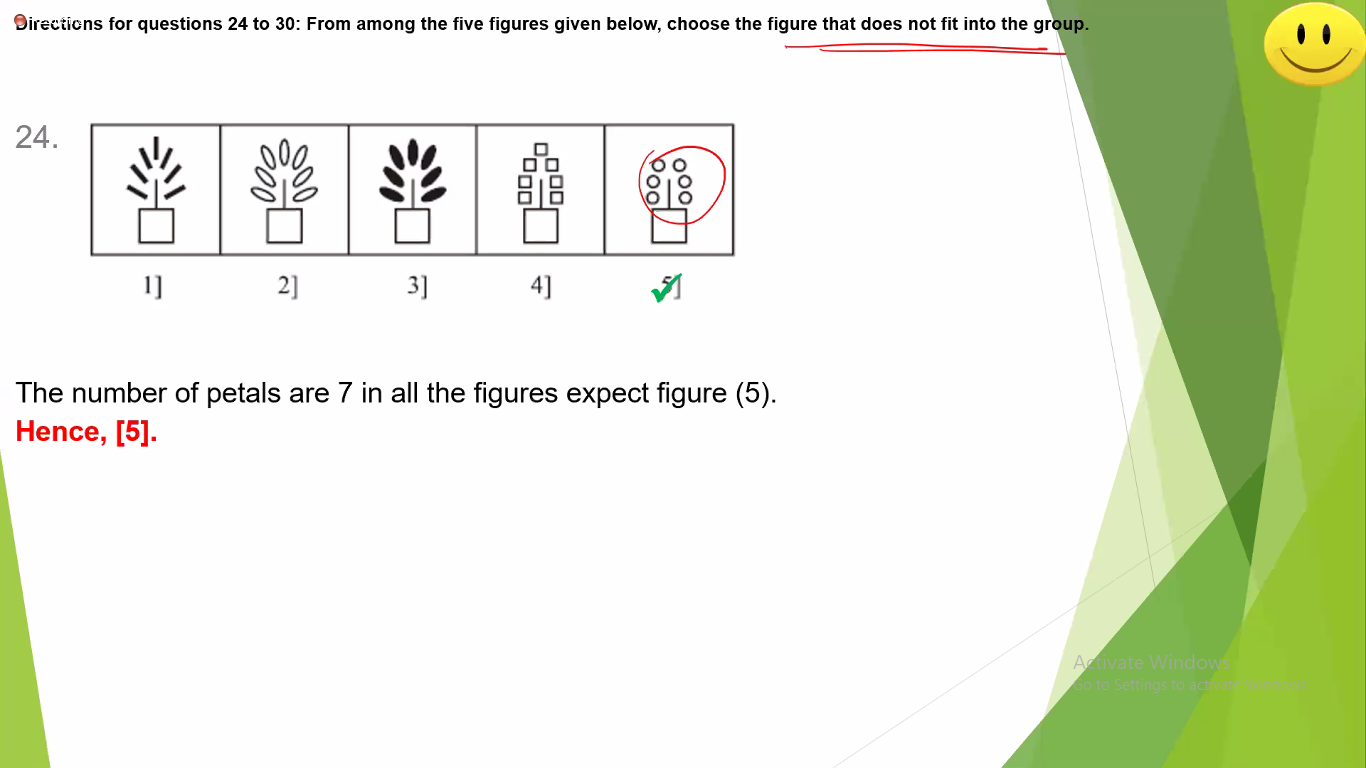 Directions for questions 24 to 30: From among the five figures given below, choose the figure that does not fit into the group.
24.
1] 2] 3] 4] 5]
The number of petals are 7 in all the figures expect figure (5).
Hence, [5].
Activate Windows
Go to Settings to activate Windows.